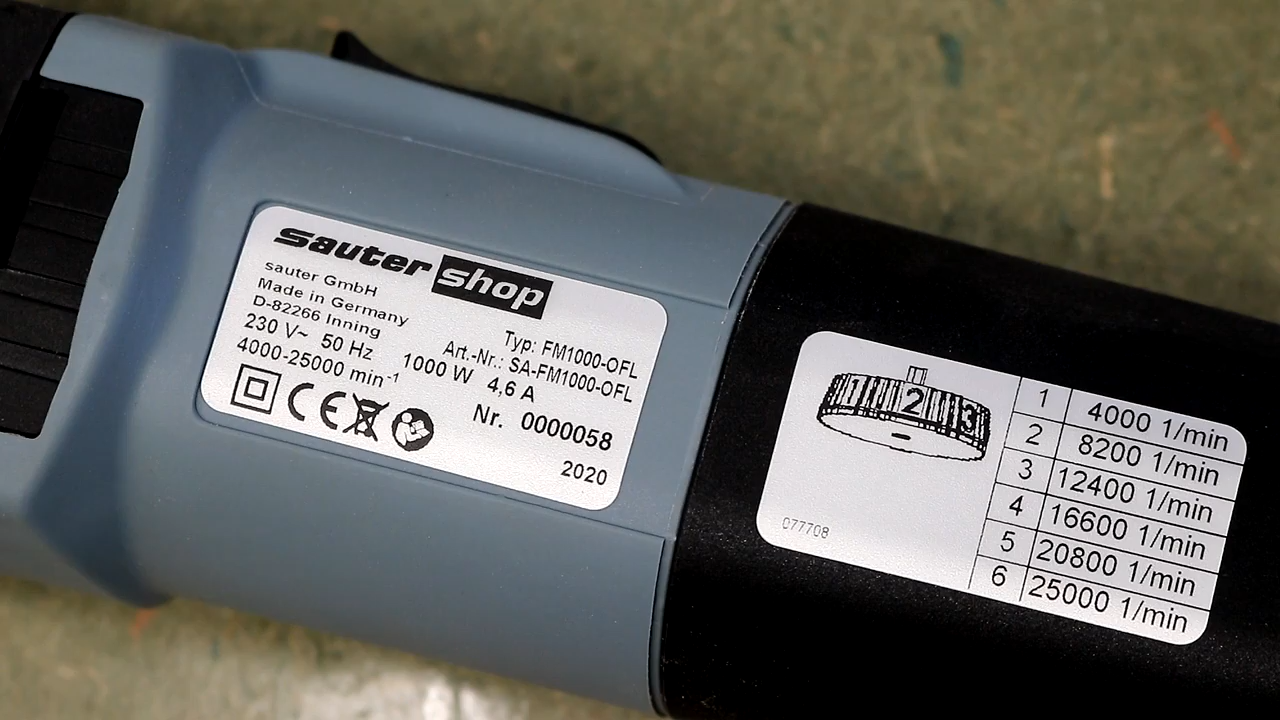 sauter shop
sauter GmbH
Made in Germany
D-82266 Inning
230 V~ 50 Hz
4000-25000 min⁻¹
Typ: FM1000-OFL
Art.-Nr.: SA-FM1000-OFL
1000 W 4,6 A
Nr. 0000058
2020
CE
1 2 3
077708
1 4000 1/min
2 8200 1/min
3 12400 1/min
4 16600 1/min
5 20800 1/min
6 25000 1/min